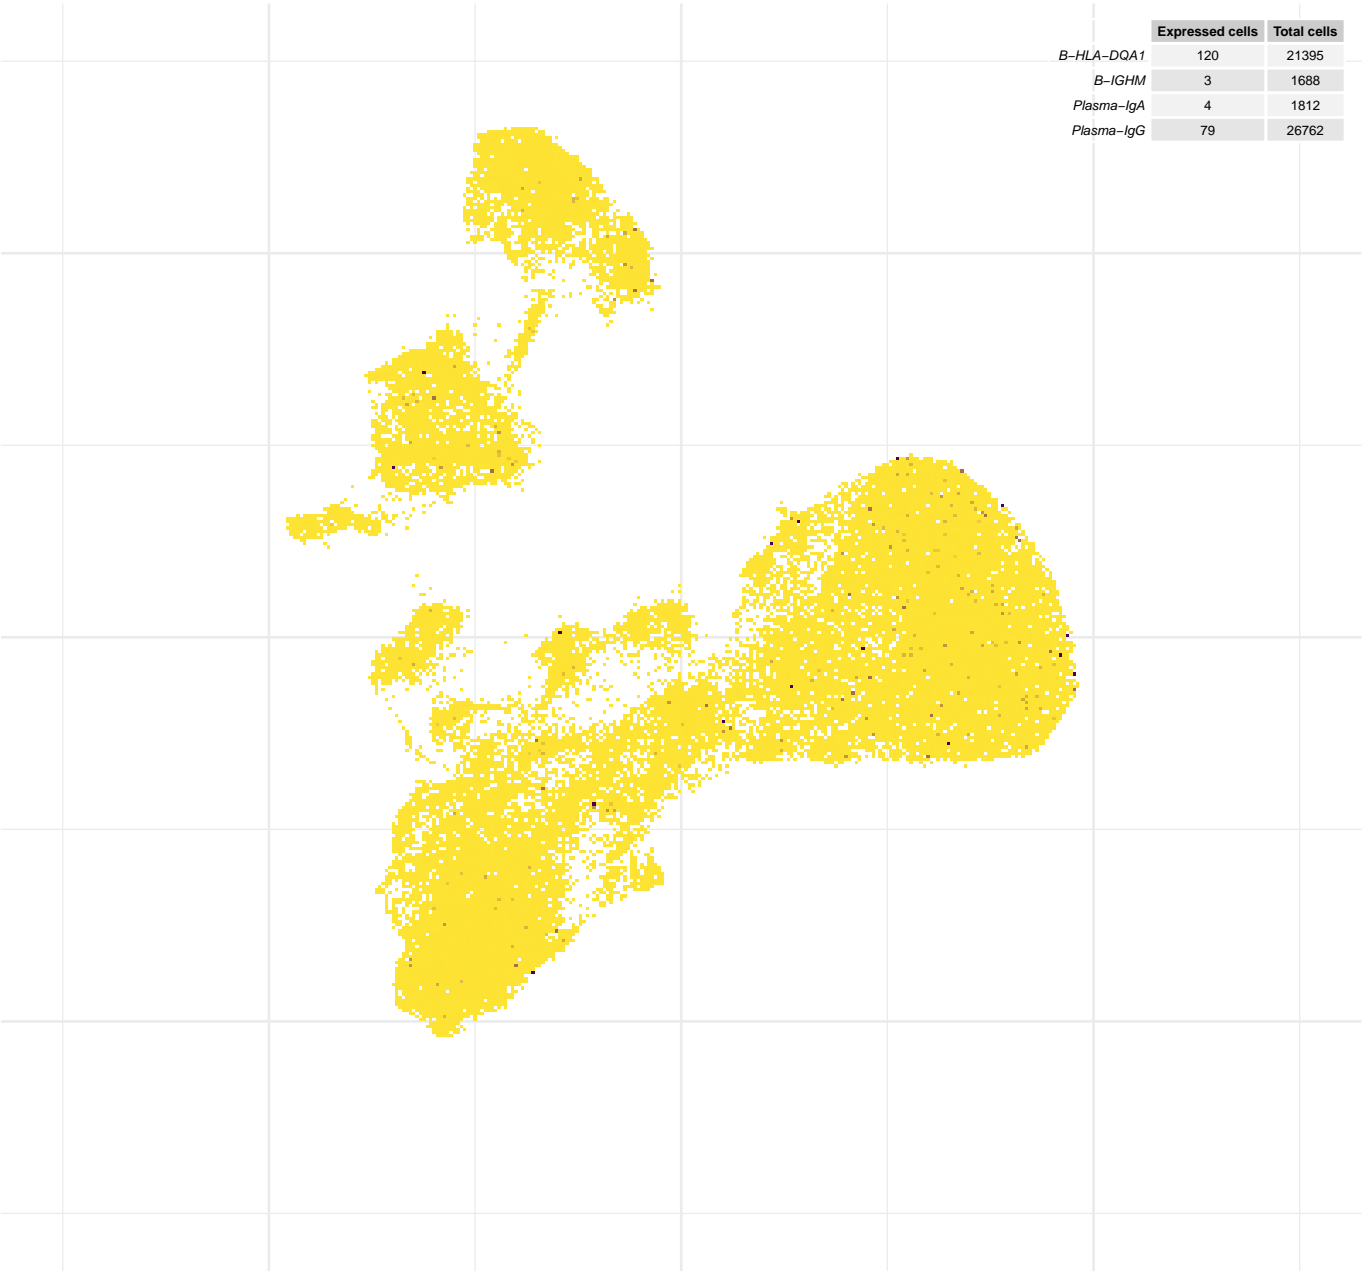 Expressed cells Total cells
B−HLA−DQA1 120 21395
B−IGHM 3 1688
Plasma−IgA 4 1812
Plasma−IgG 79 26762